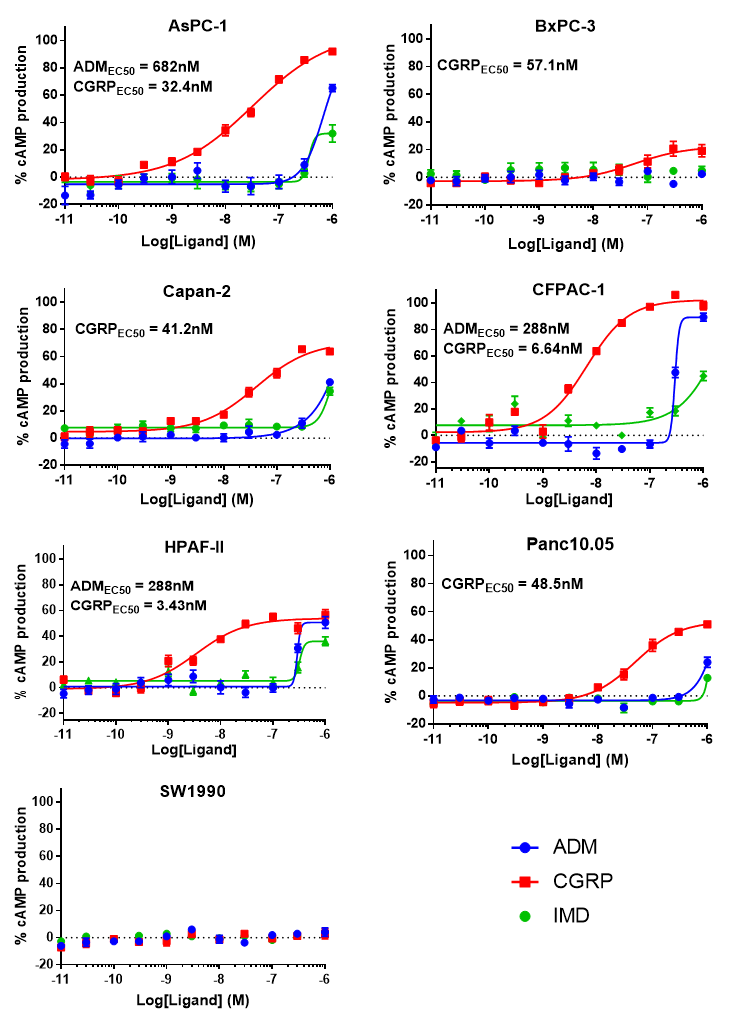 AsPC-1
ADMEC50 = 682nM
CGRPEC50 = 32.4nM
% cAMP production
100
80
60
40
20
0
-20
-11 -10 -9 -8 -7 -6
Log[Ligand] (M)
BxPC-3
CGRPEC50 = 57.1nM
% cAMP production
100
80
60
40
20
0
-20
-11 -10 -9 -8 -7 -6
Log[Ligand] (M)
Capan-2
CGRPEC50 = 41.2nM
% cAMP production
100
80
60
40
20
0
-20
-11 -10 -9 -8 -7 -6
Log[Ligand] (M)
CFPAC-1
ADMEC50 = 288nM
CGRPEC50 = 6.64nM
% cAMP production
100
80
60
40
20
0
-20
-11 -10 -9 -8 -7 -6
Log[Ligand]
HPAF-II
ADMEC50 = 288nM
CGRPEC50 = 3.43nM
% cAMP production
100
80
60
40
20
0
-20
-11 -10 -9 -8 -7 -6
Log[Ligand]
Panc10.05
CGRPEC50 = 48.5nM
% cAMP production
100
80
60
40
20
0
-20
-11 -10 -9 -8 -7 -6
Log[Ligand] (M)
SW1990
% cAMP production
100
80
60
40
20
0
-20
-11 -10 -9 -8 -7 -6
Log[Ligand] (M)
ADM
CGRP
IMD